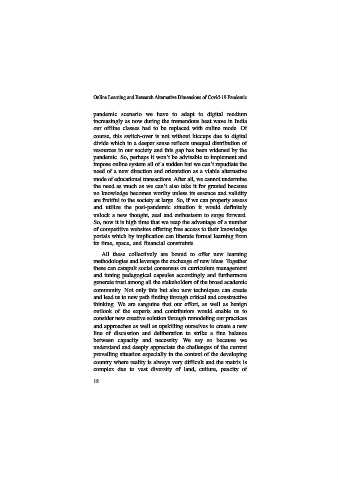 Online Learning and Research Alternative Dimensions of Covid-19 Pandemic
pandemic scenario we have to adapt to digital medium
increasingly as now during the tremendous heat wave in India
our offline classes had to be replaced with online mode. Of
course, this switch-over is not without hiccups due to digital
divide which in a deeper sense reflects unequal distribution of
resources in our society and this gap has been widened by the
pandemic. So, perhaps it won't be advisable to implement and
impose online system all of a sudden but we can't repudiate the
need of a new direction and orientation as a viable alternative
mode of educational transactions. After all, we cannot undermine
the need as much as we can't also take it for granted because
no knowledge becomes worthy unless its essence and validity
are fruitful to the society at large. So, if we can properly assess
and utilize the post-pandemic situation it would definitely
unlock a new thought, zeal and enthusiasm to surge forward.
So, now it is high time that we reap the advantage of a number
of competitive websites offering free access to their knowledge
portals which by implication can liberate formal learning from
its time, space, and financial constraints.
All these collectively are bound to offer new learning
methodologies and leverage the exchange of new ideas. Together
these can catapult social consensus on curriculum management
and timing pedagogical capsules accordingly and furthermore
generate trust among all the stakeholders of the broad academic
community. Not only this but also new techniques can create
and lead us to new path finding through critical and constructive
thinking. We are sanguine that our effort, as well as benign
outlook of the experts and contributors would enable us to
consider new creative solution through remodeling our practices
and approaches as well as upskilling ourselves to create a new
line of discussion and deliberation to strike a fine balance
between capacity and necessity. We say so because we
understand and deeply appreciate the challenges of the current
prevailing situation especially in the context of the developing
country where reality is always very difficult and the matrix is
complex due to vast diversity of land, culture, paucity of